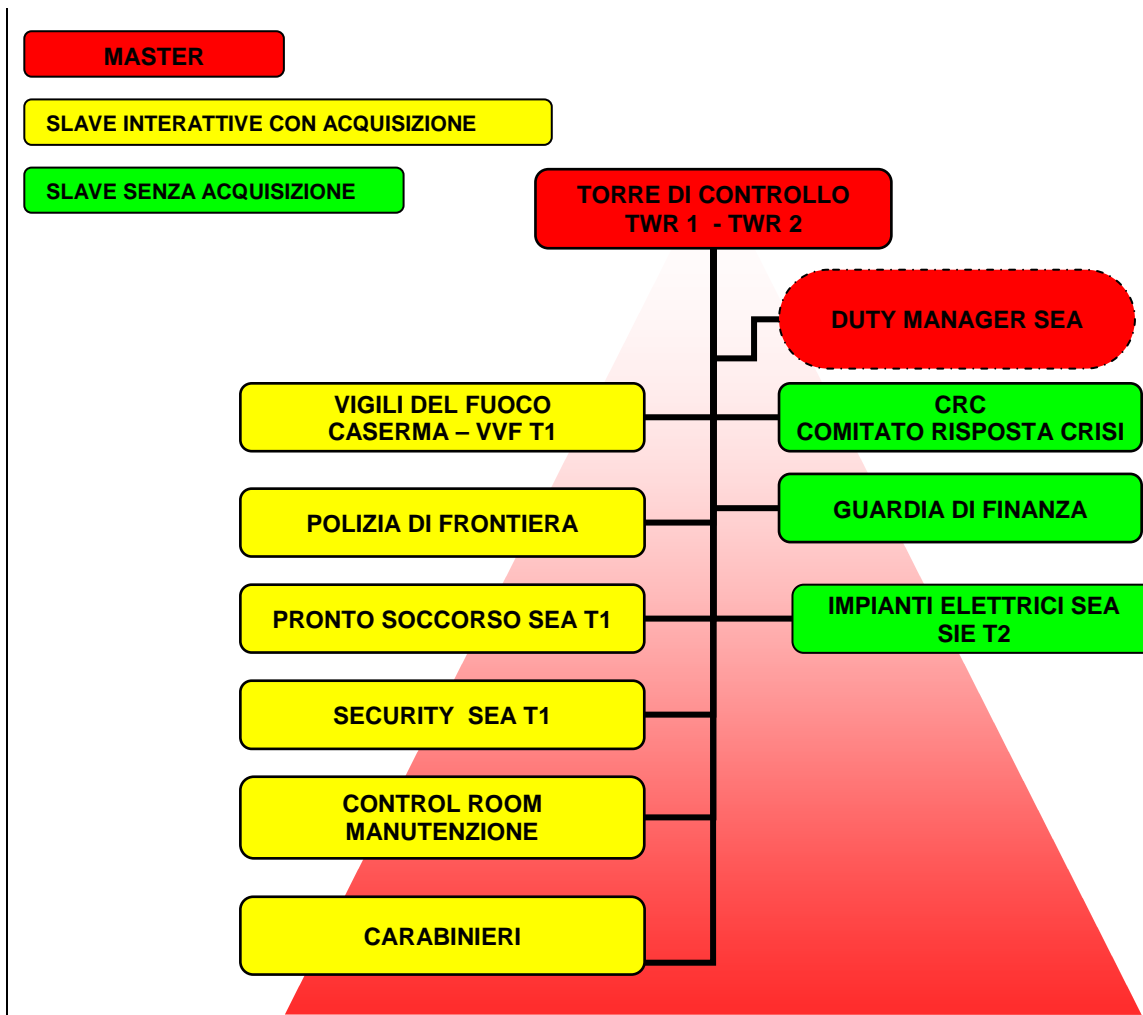 MASTER
SLAVE INTERATTIVE CON ACQUISIZIONE
SLAVE SENZA ACQUISIZIONE
TORRE DI CONTROLLO
TWR 1 - TWR 2
DUTY MANAGER SEA
VIGILI DEL FUOCO
CASERMA – VVF T1
CRC
COMITATO RISPOSTA CRISI
POLIZIA DI FRONTIERA
GUARDIA DI FINANZA
PRONTO SOCCORSO SEA T1
IMPIANTI ELETTRICI SEA
SIE T2
SECURITY SEA T1
CONTROL ROOM
MANUTENZIONE
CARABINIERI